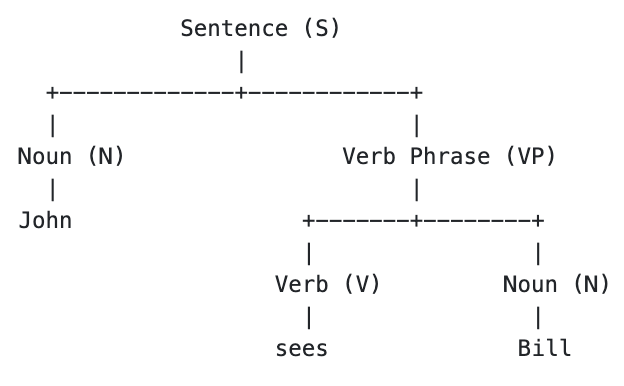 Sentence (S)
|
+-------------+------------+
| |
Noun (N) Verb Phrase (VP)
| |
John +-------+--------+
| |
Verb (V) Noun (N)
| |
sees Bill